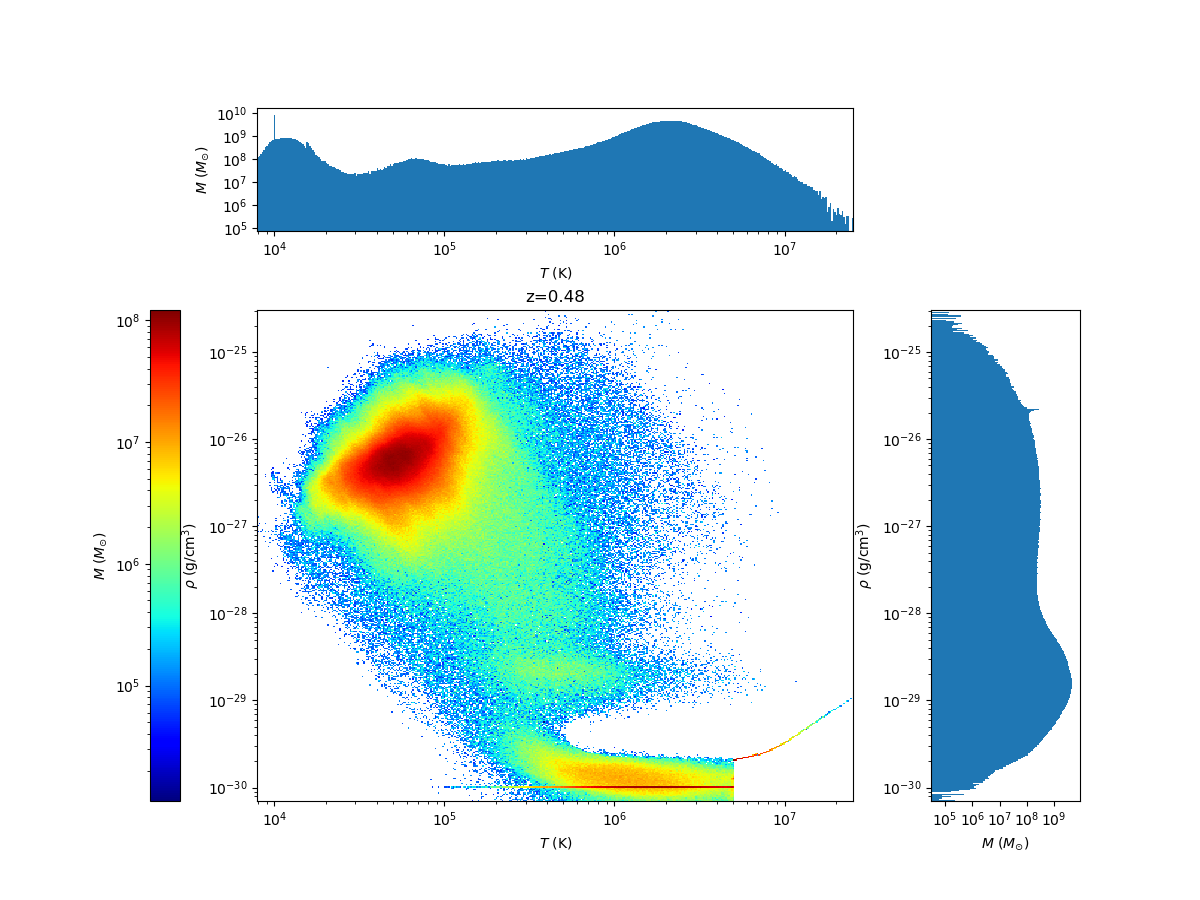 10¹⁰
10⁹
10⁸
10⁷
10⁶
10⁵
M (M☉)
10⁴ 10⁵ 10⁶ 10⁷
T (K)
z=0.48
10⁸
10⁷
10⁶
10⁵
M (M☉)
10⁻²⁵
10⁻²⁶
10⁻²⁷
10⁻²⁸
10⁻²⁹
10⁻³⁰
ρ (g/cm³)
10⁴ 10⁵ 10⁶ 10⁷
T (K)
10⁻²⁵
10⁻²⁶
10⁻²⁷
10⁻²⁸
10⁻²⁹
10⁻³⁰
ρ (g/cm³)
10⁵ 10⁶ 10⁷ 10⁸ 10⁹
M (M☉)